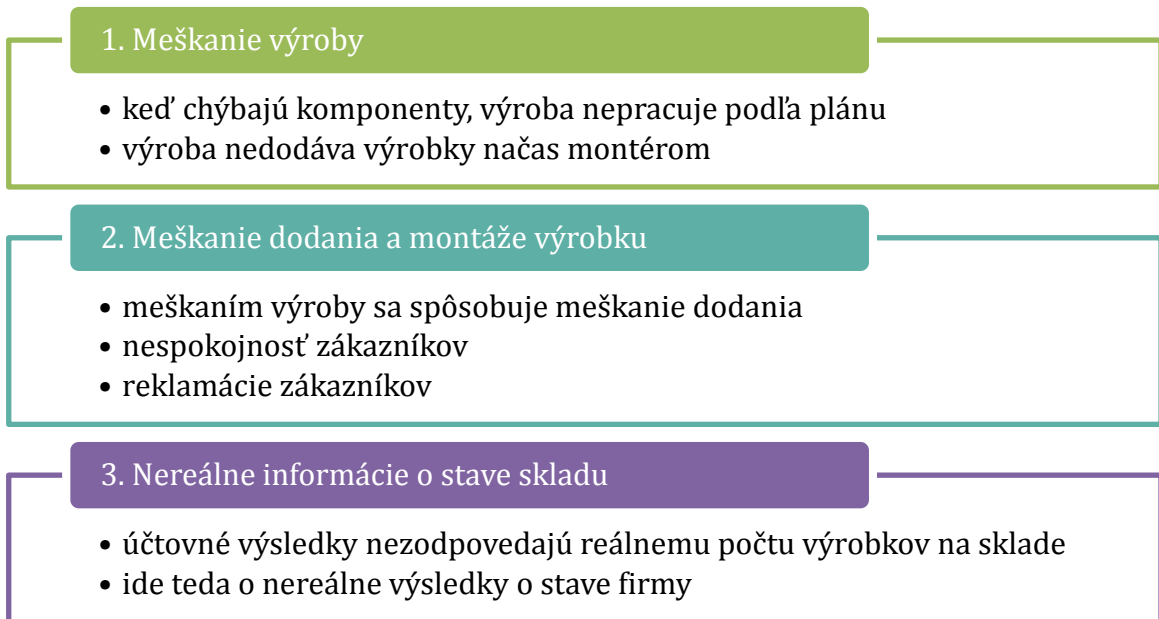 1. Meškanie výroby
• keď chýbajú komponenty, výroba nepracuje podľa plánu
• výroba nedodáva výrobky načas montérom
2. Meškanie dodania a montáže výrobku
• meškaním výroby sa spôsobuje meškanie dodania
• nespokojnosť zákazníkov
• reklamácie zákazníkov
3. Nereálne informácie o stave skladu
• účtovné výsledky nezodpovedajú reálnemu počtu výrobkov na sklade
• ide teda o nereálne výsledky o stave firmy